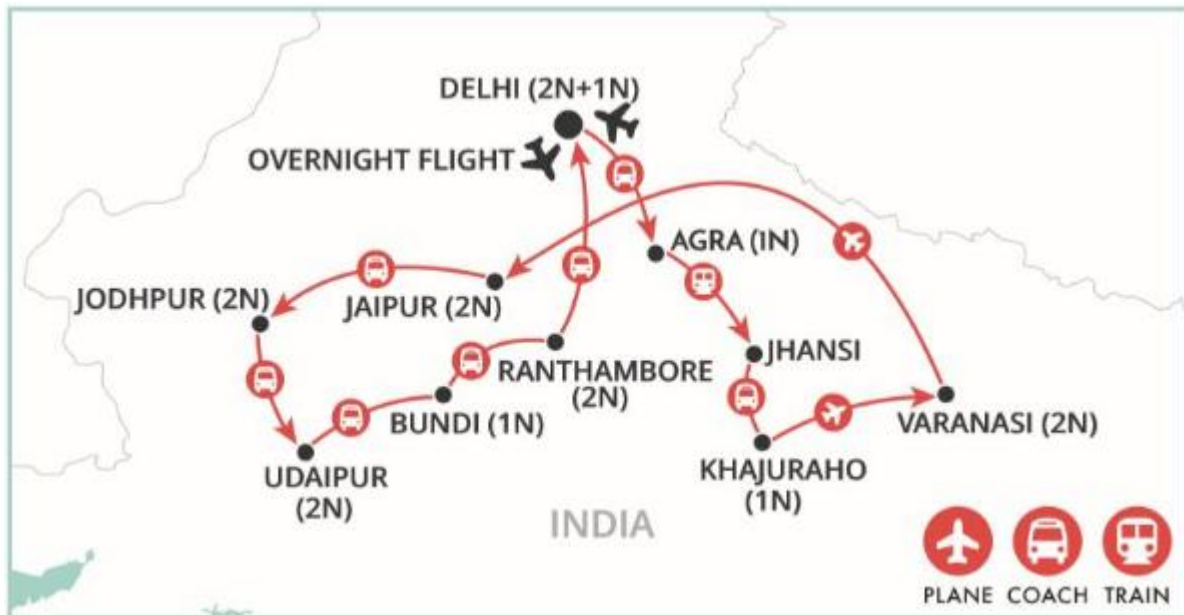 DELHI (2N+1N)
OVERNIGHT FLIGHT
AGRA (1N)
JODHPUR (2N)
JAIPUR (2N)
JHANSI
RANTHAMBORE
(2N)
BUNDI (1N)
VARANASI (2N)
UDAIPUR
(2N)
KHAJURAHO
(1N)
INDIA
PLANE COACH TRAIN